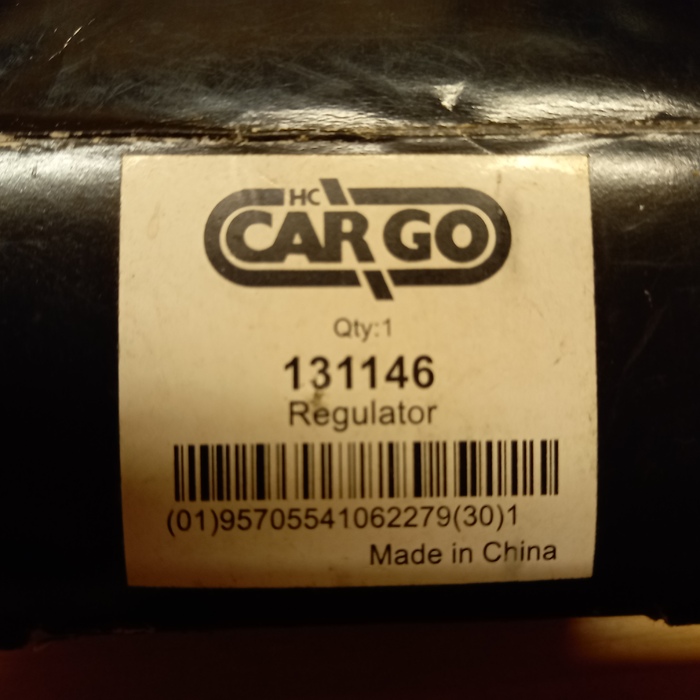 HC
CARGO
Qty:1
131146
Regulator
(01)95705541062279(30)1
Made in China